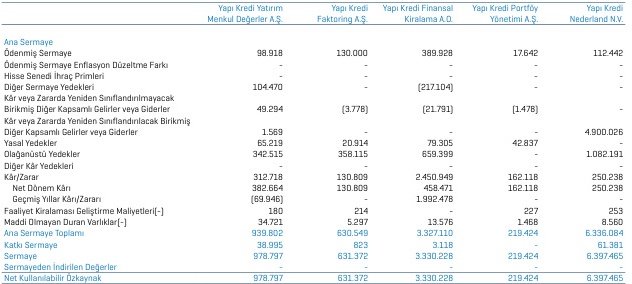 Yapı Kredi Yatırım Yapı Kredi Yapı Kredi Finansal Yapı Kredi Portföy Yapı Kredi
Menkul Değerler A.Ş. Faktoring A.Ş. Kiralama A.O. Yönetimi A.Ş. Nederland N.V.
Ana Sermaye
Ödenmiş Sermaye 98.918 130.000 389.928 17.642 112.442
Ödenmiş Sermaye Enflasyon Düzeltme Farkı - - - - -
Hisse Senedi İhraç Primleri - - - - -
Diğer Sermaye Yedekleri 104.470 - (217.104) - -
Kâr veya Zararda Yeniden Sınıflandırılmayacak
Birikmiş Diğer Kapsamlı Gelirler veya Giderler 49.294 (3.778) (21.791) (1.478) -
Kâr veya Zararda Yeniden Sınıflandırılacak Birikmiş
Diğer Kapsamlı Gelirler veya Giderler 1.569 - - - 4.900.026
Yasal Yedekler 65.219 20.914 79.305 42.837 -
Olağanüstü Yedekler 342.515 358.115 659.399 - 1.082.191
Diğer Kâr Yedekleri - - - - -
Kâr/Zarar 312.718 130.809 2.450.949 162.118 250.238
Net Dönem Kârı 382.664 130.809 458.471 162.118 250.238
Geçmiş Yıllar Kârı/Zararı (69.946) - 1.992.478 - -
Faaliyet Kiralaması Geliştirme Maliyetleri(-) 180 214 - 227 253
Maddi Olmayan Duran Varlıklar(-) 34.721 5.297 13.576 1.468 8.560
Ana Sermaye Toplamı 939.802 630.549 3.327.110 219.424 6.336.084
Katkı Sermaye 38.995 823 3.118 - 61.381
Sermaye 978.797 631.372 3.330.228 219.424 6.397.465
Sermayeden İndirilen Değerler - - - - -
Net Kullanılabilir Özkaynak 978.797 631.372 3.330.228 219.424 6.397.465